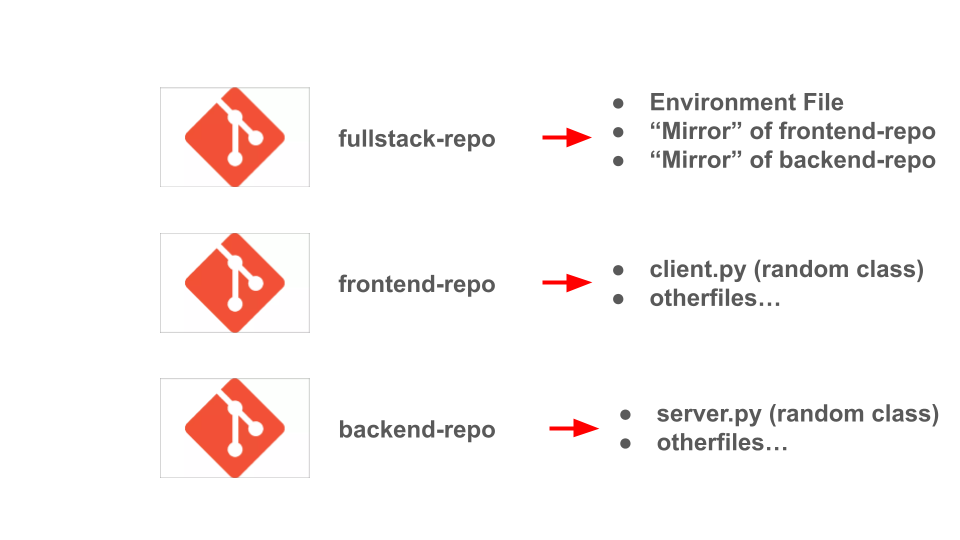 fullstack-repo
● Environment File
● “Mirror” of frontend-repo
● “Mirror” of backend-repo
frontend-repo
● client.py (random class)
● otherfiles…
backend-repo
● server.py (random class)
● otherfiles…